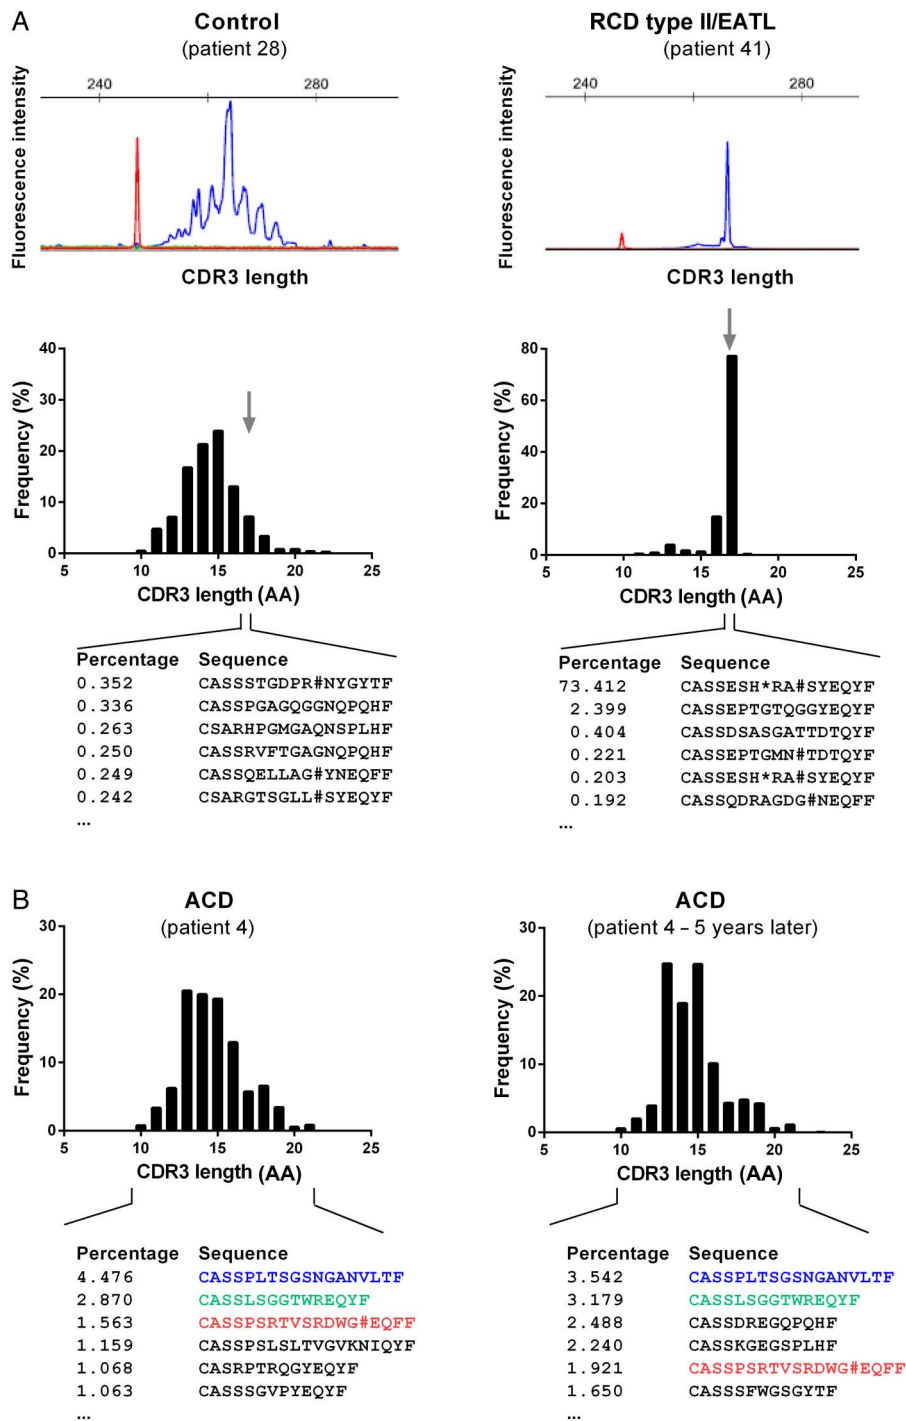 A
Control
(patient 28)
RCD type II/EATL
(patient 41)
Fluorescence intensity
240 280
CDR3 length
Fluorescence intensity
240 280
CDR3 length
Frequency (%)
40
30
20
10
0
5 10 15 20 25
CDR3 length (AA)
Percentage Sequence
0.352 CASSSTGDPR#NYGYTF
0.336 CASSPGAGQGGNQPQHF
0.263 CSARHPGMGAQNSPLHF
0.250 CASSRVFTGAGNQPQHF
0.249 CASSQELLAG#YNEQFF
0.242 CSARGTSGLL#SYEQYF
...
Frequency (%)
80
60
40
20
0
5 10 15 20 25
CDR3 length (AA)
Percentage Sequence
73.412 CASSESH*RA#SYEQYF
2.399 CASSEPTGTQGGYEQYF
0.404 CASSDSASGATTDTQYF
0.221 CASSEPTGMN#TDTQYF
0.203 CASSESH*RA#SYEQYF
0.192 CASSQDRAGDG#NEQFF
...
B
ACD
(patient 4)
Frequency (%)
30
20
10
0
5 10 15 20 25
CDR3 length (AA)
Percentage Sequence
4.476 CASSPLTSGSNGANVLTF
2.870 CASSLSGGTWREQYF
1.563 CASSPSRTVSRDWG#EQFF
1.159 CASSPSLSLTVGVKNIQYF
1.068 CASRPTRQGYEQYF
1.063 CASSSGVPYEQYF
...
ACD
(patient 4 – 5 years later)
Frequency (%)
30
20
10
0
5 10 15 20 25
CDR3 length (AA)
Percentage Sequence
3.542 CASSPLTSGSNGANVLTF
3.179 CASSLSGGTWREQYF
2.488 CASSDREGQPQHF
2.240 CASSKGEGSPLHF
1.921 CASSPSRTVSRDWG#EQFF
1.650 CASSSFWGSGYTF
...